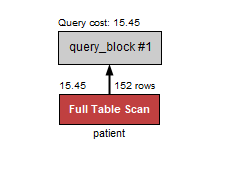 Query cost: 15.45
query_block #1
15.45 152 rows
Full Table Scan
patient